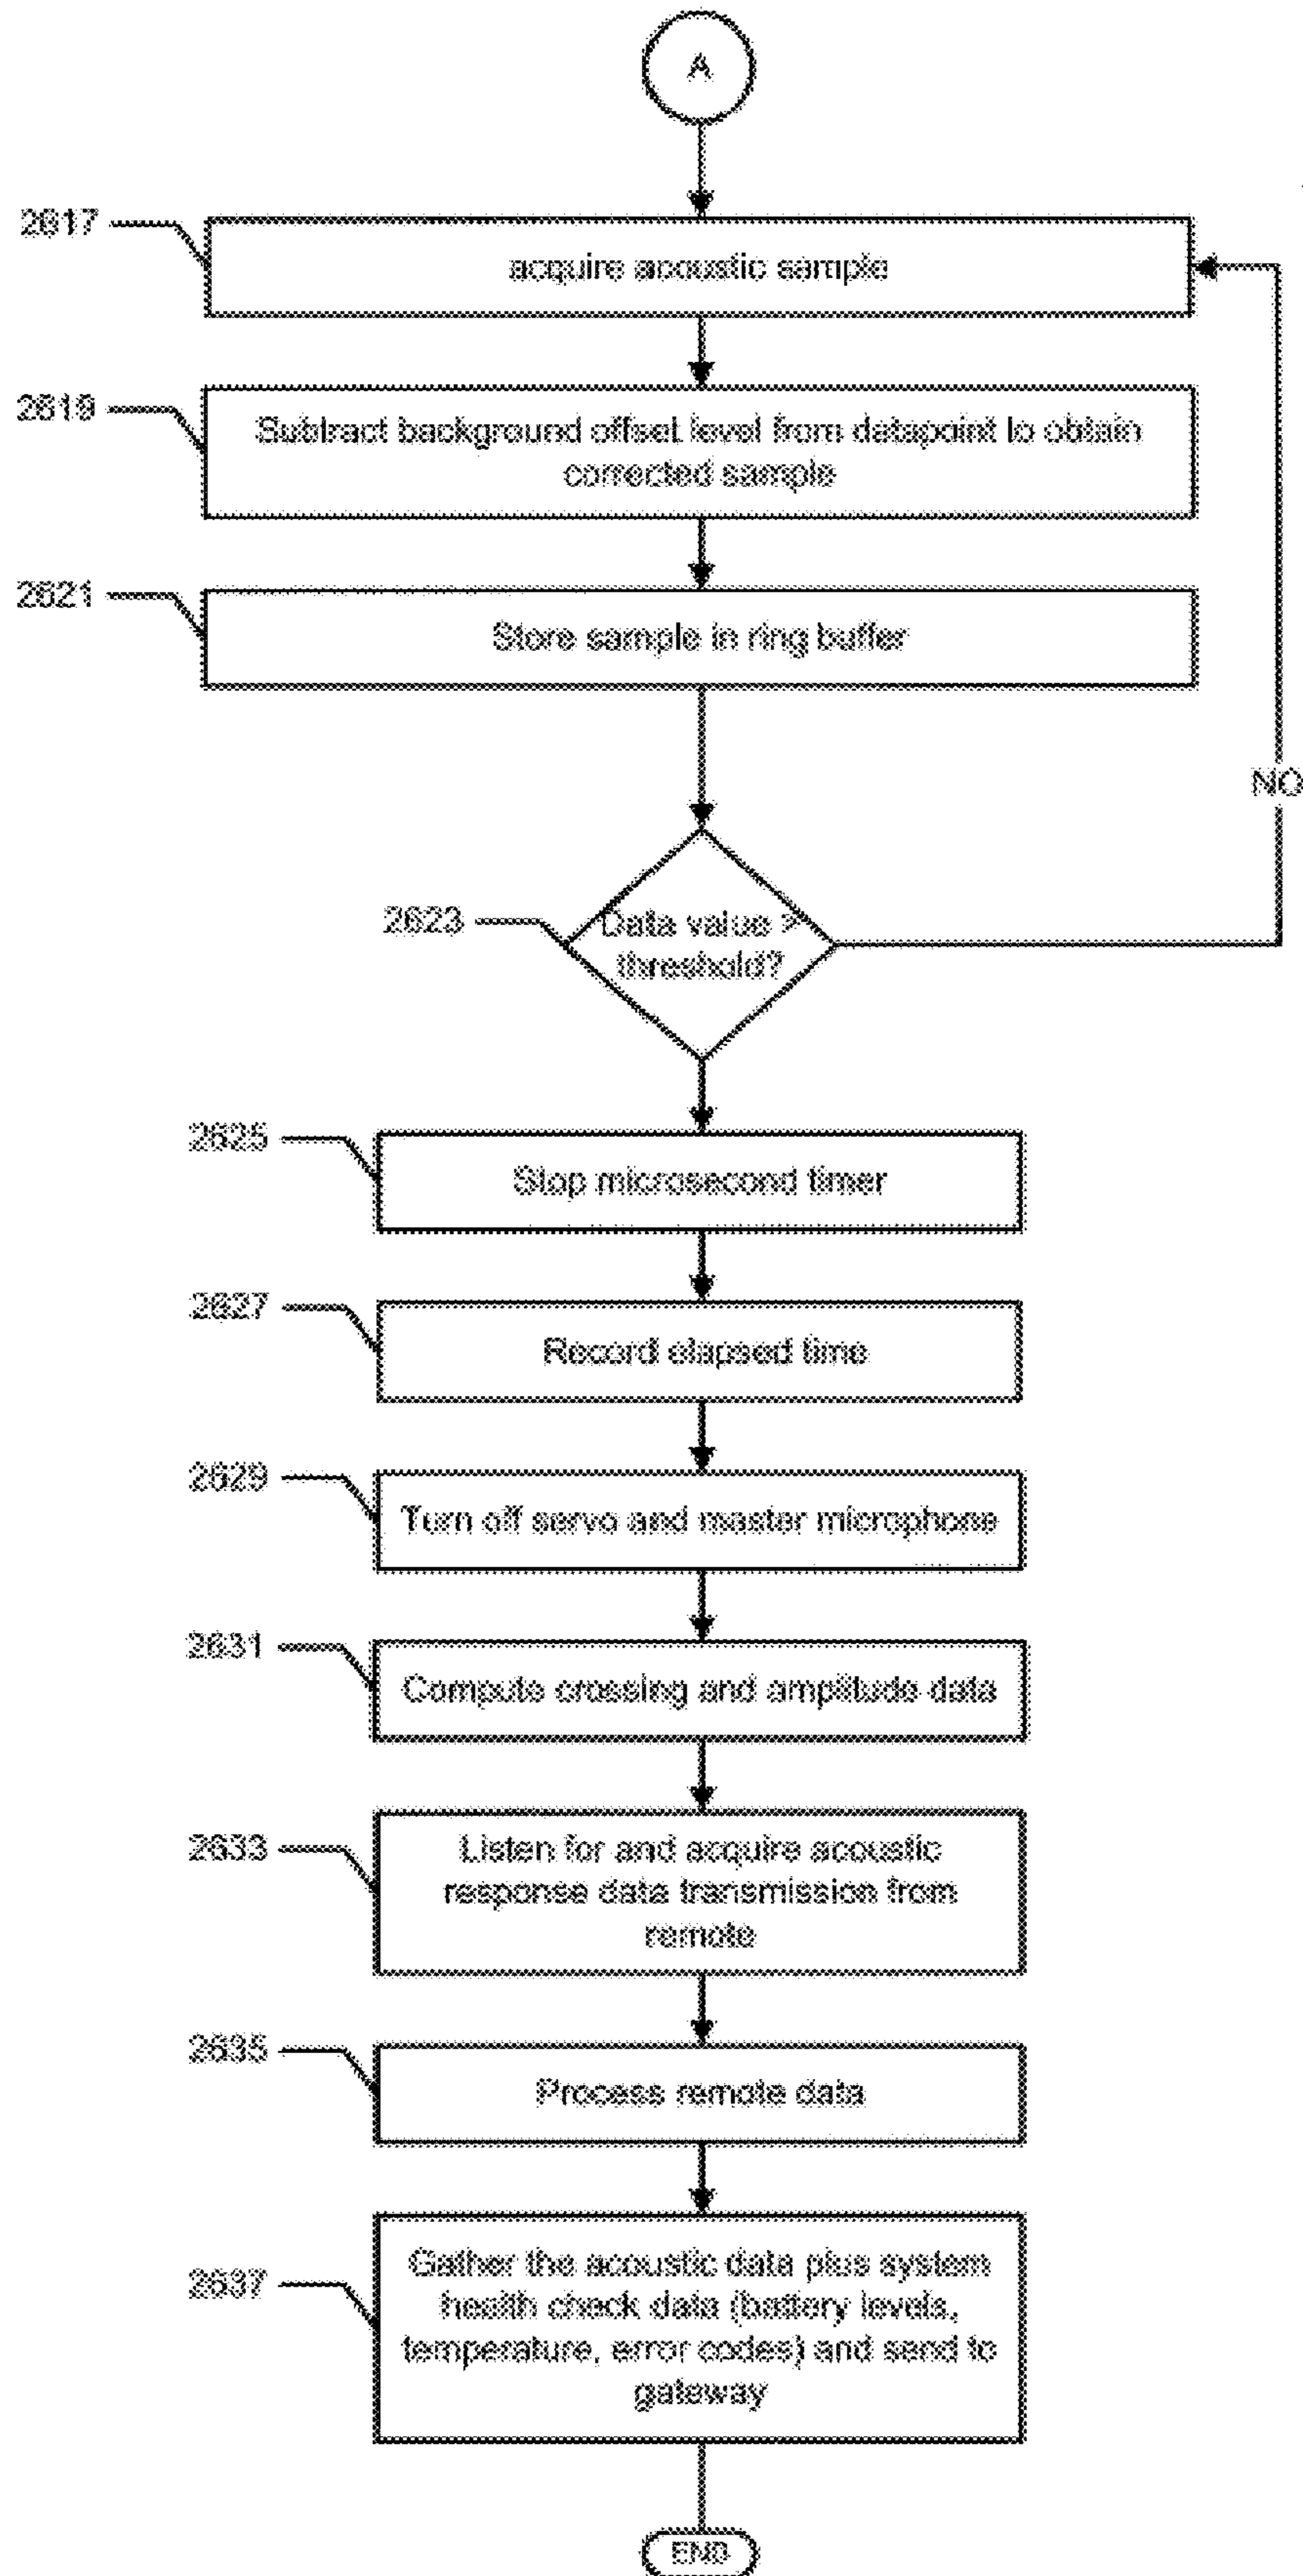 A
2617
acquire acoustic sample
2619
Subtract background offset level from datapoint to obtain
corrected sample
2621
Store sample in ring buffer
NO
2623
Data value >
threshold?
2625
Stop microsecond timer
2627
Record elapsed time
2629
Turn off servo and master microphone
2631
Compute crossing and amplitude data
2633
Listen for and acquire acoustic
response data transmission from
remote
2635
Process remote data
2637
Gather the acoustic data plus system
health check data (battery levels,
temperature, error codes) and send to
gateway
END